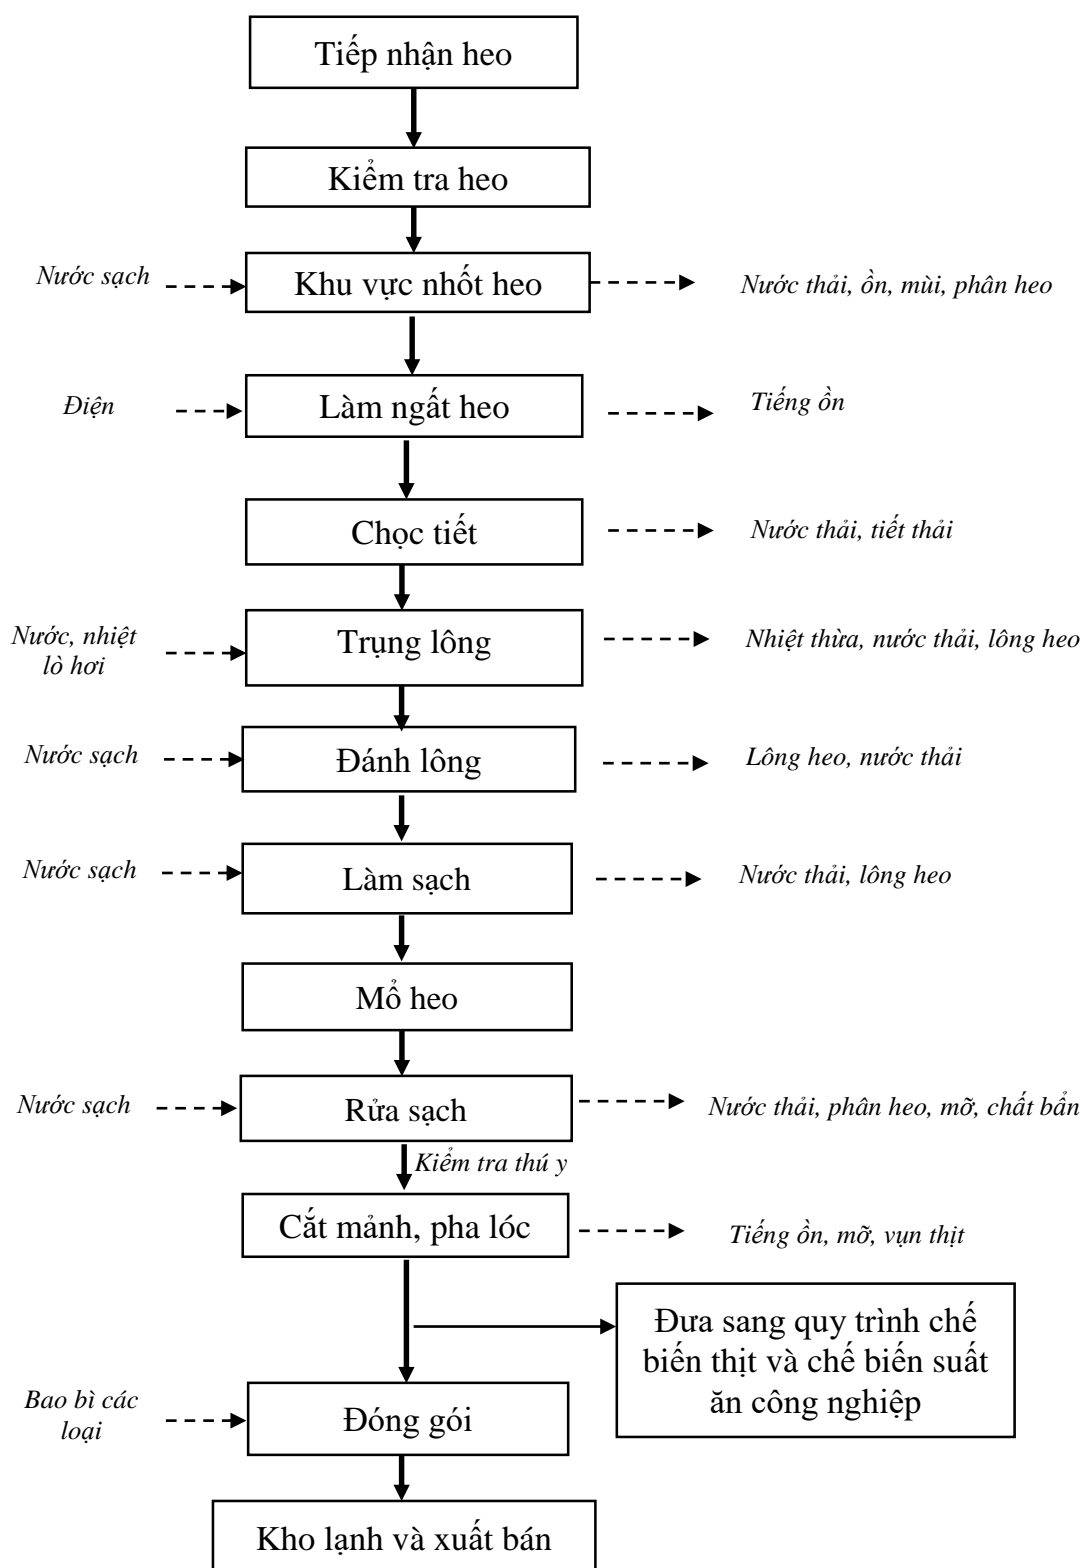 Tiếp nhận heo
Kiểm tra heo
Nước sạch
Khu vực nhốt heo
Nước thải, ồn, mùi, phân heo
Điện
Làm ngất heo
Tiếng ồn
Chọc tiết
Nước thải, tiết thải
Nước, nhiệt
lò hơi
Trụng lông
Nhiệt thừa, nước thải, lông heo
Nước sạch
Đánh lông
Lông heo, nước thải
Nước sạch
Làm sạch
Nước thải, lông heo
Mổ heo
Nước sạch
Rửa sạch
Nước thải, phân heo, mỡ, chất bẩn
Kiểm tra thú y
Cắt mảnh, pha lóc
Tiếng ồn, mỡ, vụn thịt
Đưa sang quy trình chế
biến thịt và chế biến suất
ăn công nghiệp
Bao bì các
loại
Đóng gói
Kho lạnh và xuất bán